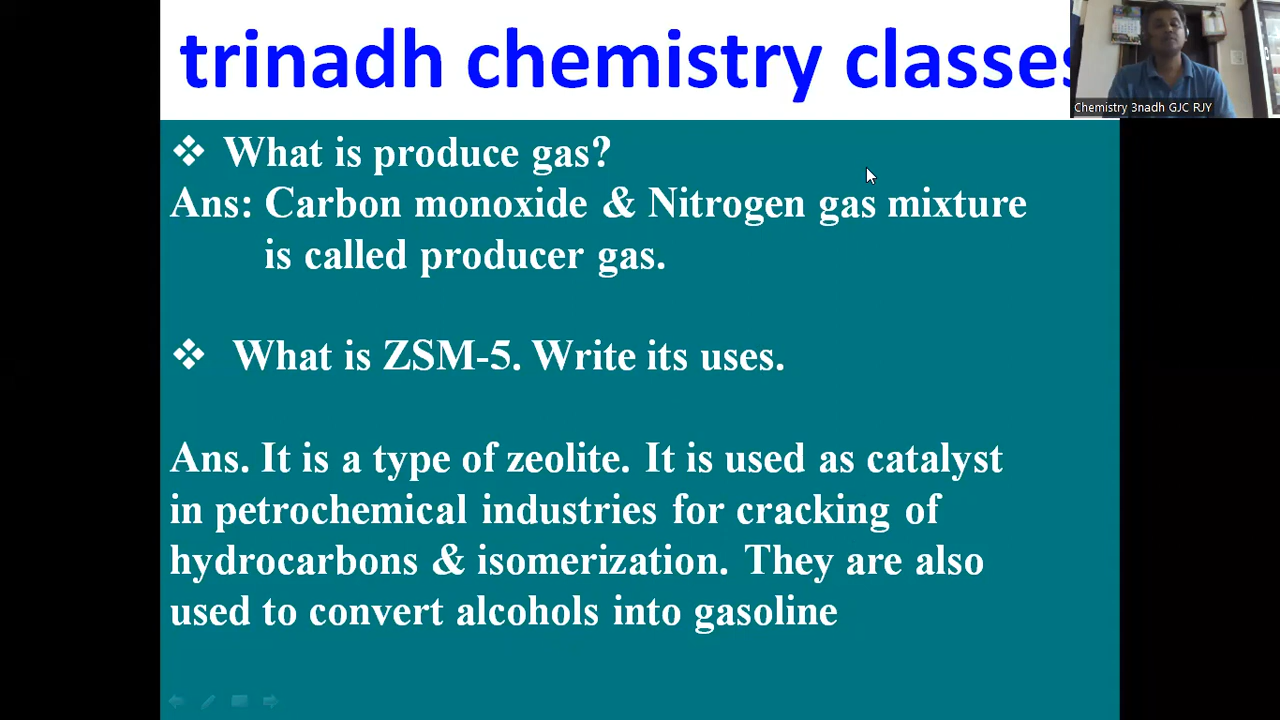 trinadh chemistry classes
Chemistry 3nadh GJC RJY
❖ What is produce gas?
Ans: Carbon monoxide & Nitrogen gas mixture
is called producer gas.
❖ What is ZSM-5. Write its uses.
Ans. It is a type of zeolite. It is used as catalyst
in petrochemical industries for cracking of
hydrocarbons & isomerization. They are also
used to convert alcohols into gasoline